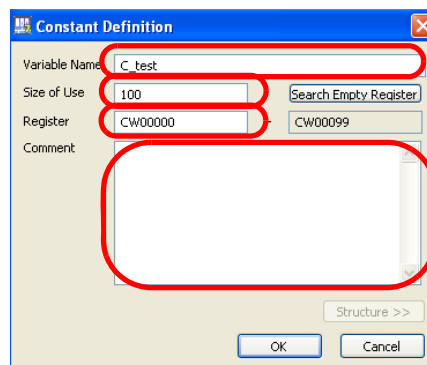 Constant Definition
Variable Name C_test
Size of Use 100 Search Empty Register
Register CW00000 - CW00099
Comment
Structure >>
OK Cancel